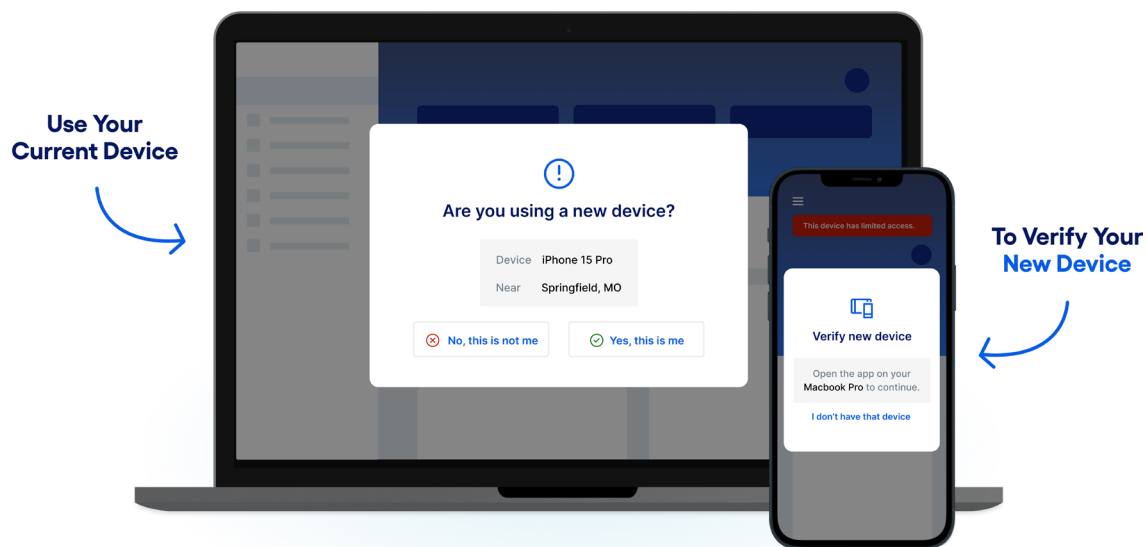 Use Your
Current Device
Are you using a new device?
Device iPhone 15 Pro
Near Springfield, MO
No, this is not me
Yes, this is me
This device has limited access.
Verify new device
Open the app on your
Macbook Pro to continue.
I don't have that device
To Verify Your
New Device